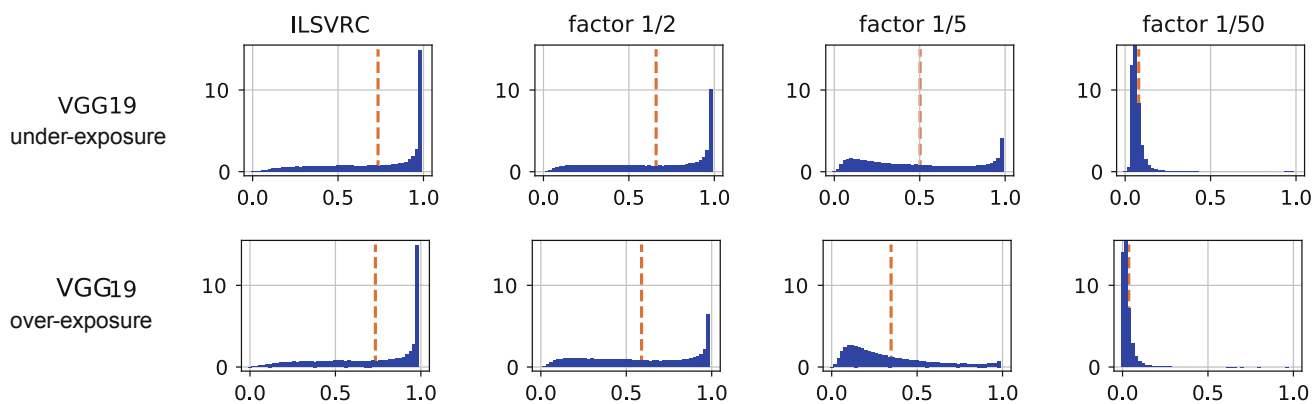 ILSVRC factor 1/2 factor 1/5 factor 1/50
VGG19
under-exposure
10 10 10 10
0 0 0 0
0.0 0.5 1.0 0.0 0.5 1.0 0.0 0.5 1.0 0.0 0.5 1.0
VGG19
over-exposure
10 10 10 10
0 0 0 0
0.0 0.5 1.0 0.0 0.5 1.0 0.0 0.5 1.0 0.0 0.5 1.0